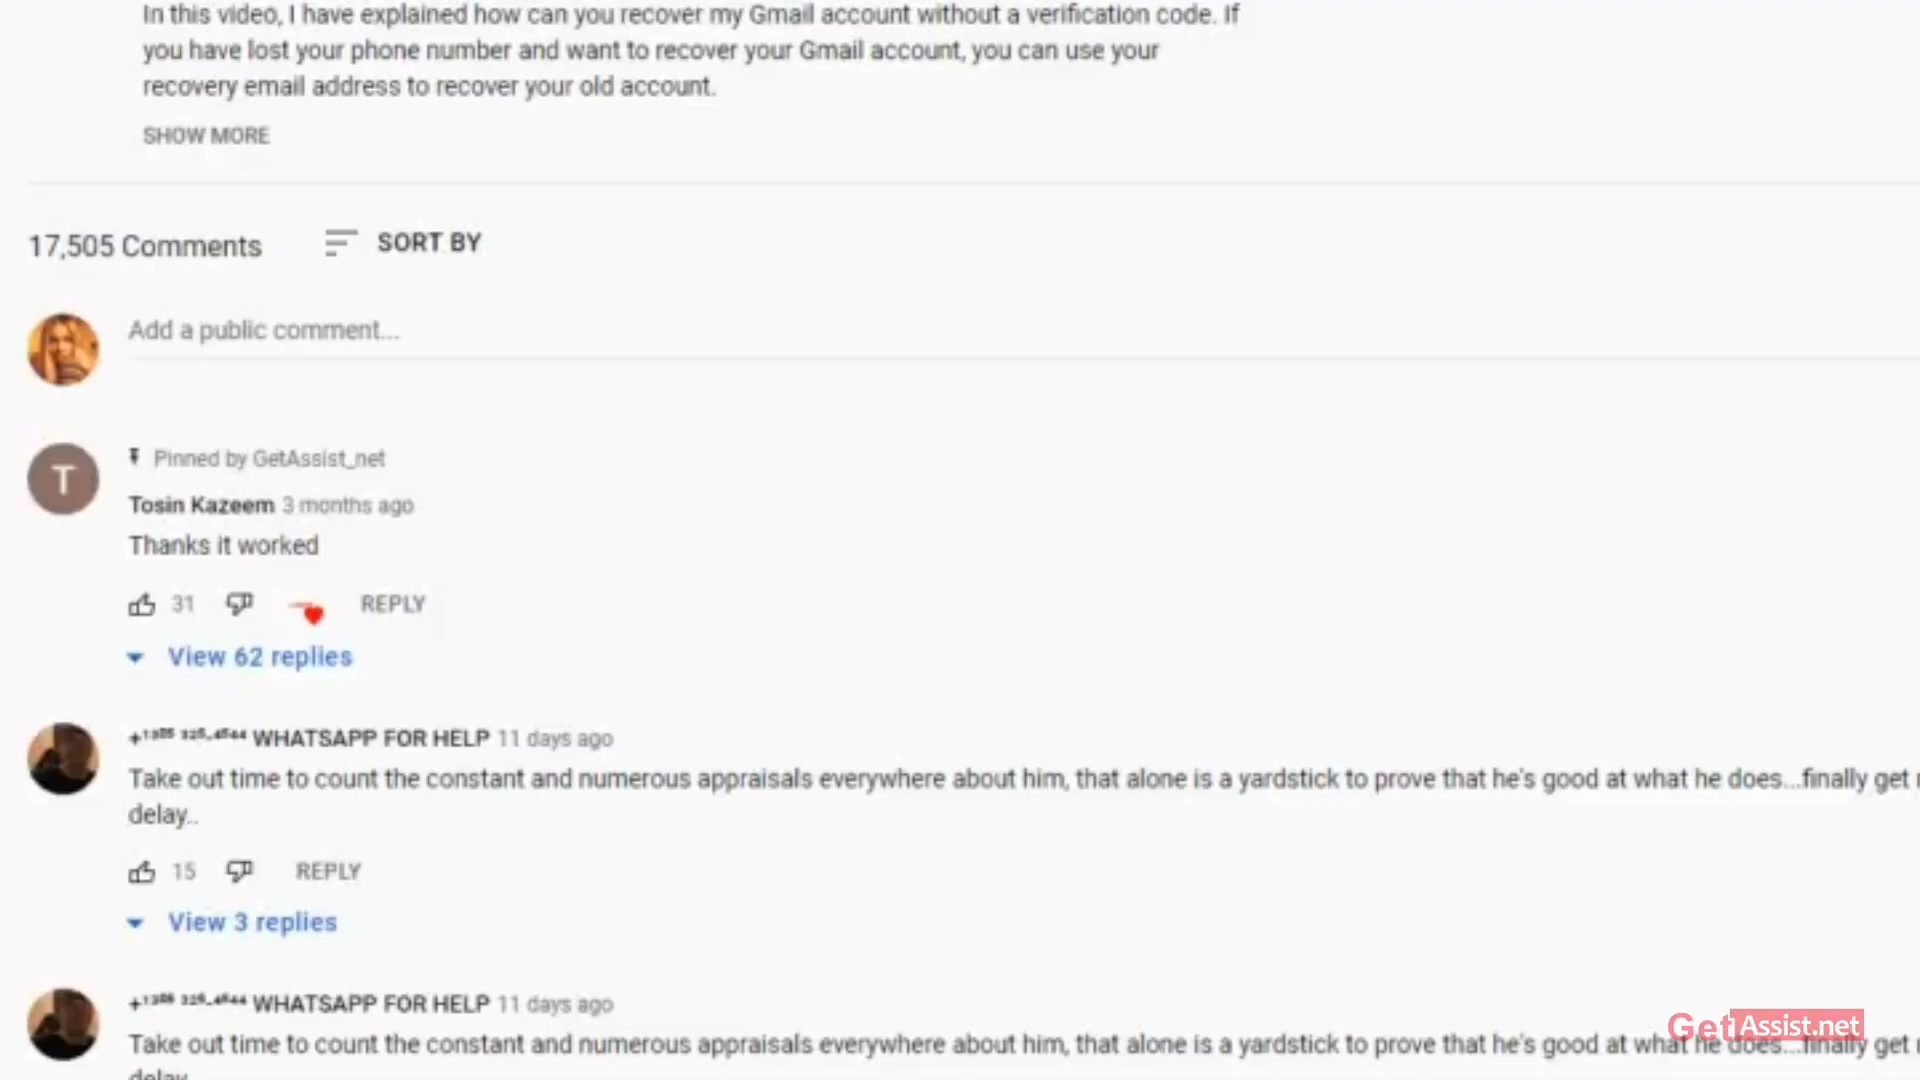 In this video, I have explained how can you recover my Gmail account without a verification code. If
you have lost your phone number and want to recover your Gmail account, you can use your
recovery email address to recover your old account.
SHOW MORE
17,505 Comments SORT BY
Add a public comment...
T
Pinned by GetAssist_net
Tosin Kazeem 3 months ago
Thanks it worked
31 REPLY
View 62 replies
WHATSAPP FOR HELP 11 days ago
Take out time to count the constant and numerous appraisals everywhere about him, that alone is a yardstick to prove that he's good at what he does...finally get
delay..
15 REPLY
View 3 replies
WHATSAPP FOR HELP 11 days ago
Take out time to count the constant and numerous appraisals everywhere about him, that alone is a yardstick to prove that he's good at what he does...finally get
delay
GetAssist.net